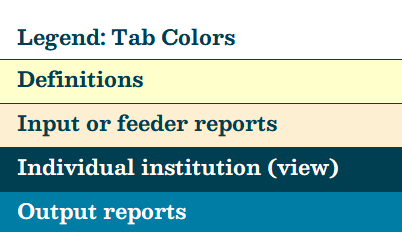 Legend: Tab Colors
Definitions
Input or feeder reports
Individual institution (view)
Output reports